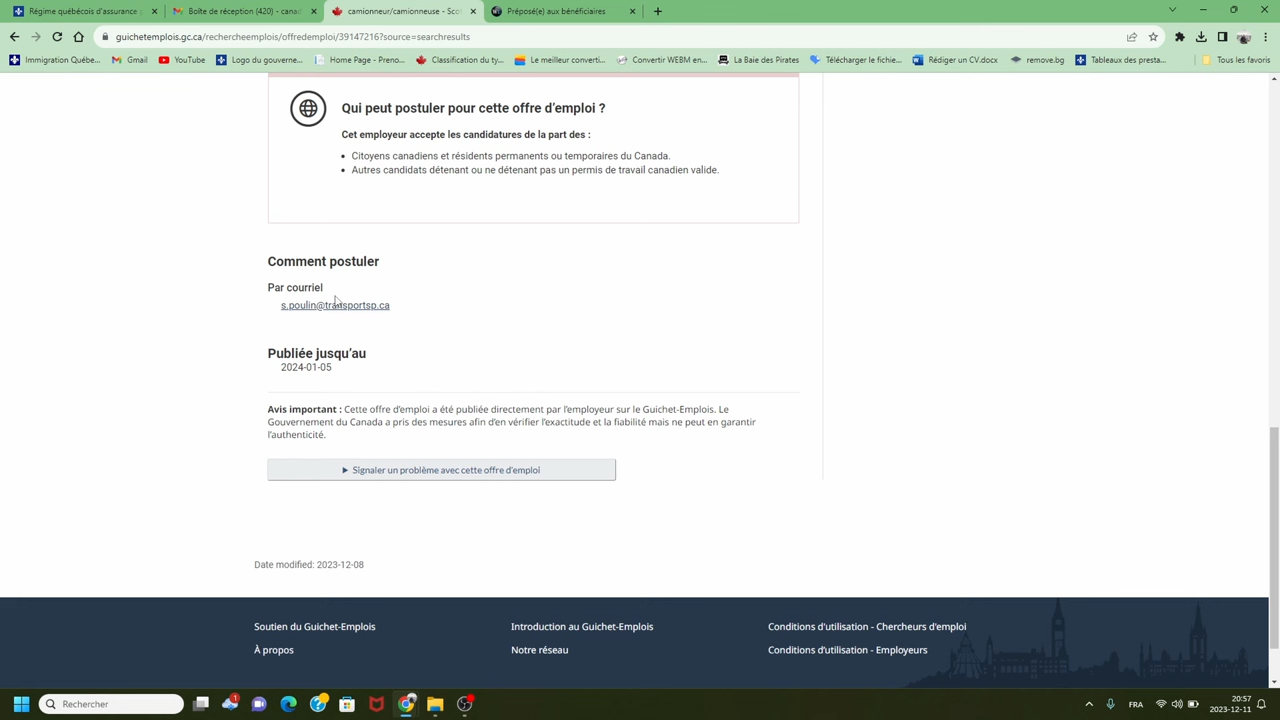 Régime québécois d'assurance
Boîte de réception (420) - canad
camionneur/camionneuse - Sco
Préposé(e) aux bénéficiaires
guichetemplois.gc.ca/rechercheemplois/offredemploi/39147216?source=searchresults
Immigration Québe...
Gmail
YouTube
Logo du gouverne...
Home Page - Preno...
Classification du ty...
Le meilleur converti...
Convertir WEBM en...
La Baie des Pirates
Télécharger le fichie...
Rédiger un CV.docx
remove.bg
Tableaux des presta...
Tous les favoris
Qui peut postuler pour cette offre d'emploi ?
Cet employeur accepte les candidatures de la part des :
Citoyens canadiens et résidents permanents ou temporaires du Canada.
Autres candidats détenant ou ne détenant pas un permis de travail canadien valide.
Comment postuler
Par courriel
s.poulin@transportsp.ca
Publiée jusqu'au
2024-01-05
Avis important : Cette offre d'emploi a été publiée directement par l'employeur sur le Guichet-Emplois. Le
Gouvernement du Canada a pris des mesures afin d'en vérifier l'exactitude et la fiabilité mais ne peut en garantir
l'authenticité.
Signaler un problème avec cette offre d'emploi
Date modified: 2023-12-08
Soutien du Guichet-Emplois
Introduction au Guichet-Emplois
Conditions d'utilisation - Chercheurs d'emploi
À propos
Notre réseau
Conditions d'utilisation - Employeurs
Rechercher
1
FRA
20:57
2023-12-11